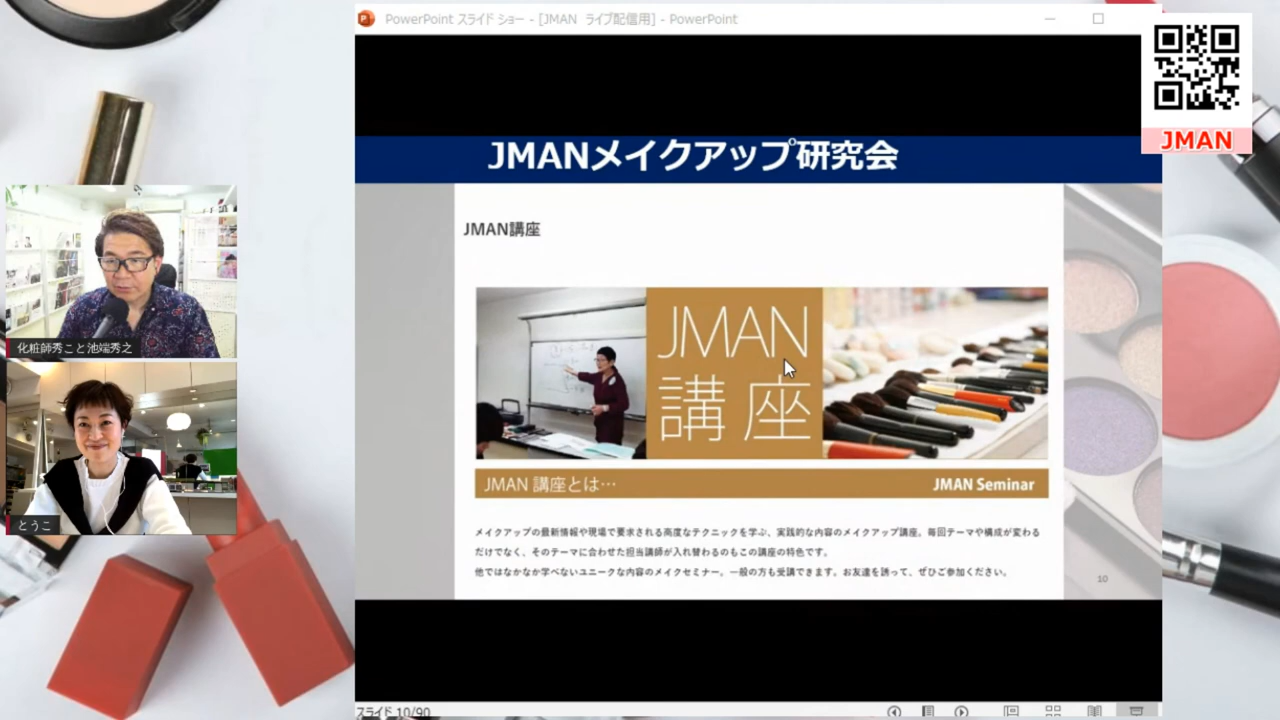 PowerPoint スライド ショー - [JMAN ライブ配信用] - PowerPoint
JMAN
JMANメイクアップ研究会
JMAN講座
JMAN
講座
JMAN 講座とは…
JMAN Seminar
メイクアップの最新情報や現場で要求される高度なテクニックを学ぶ、実践的な内容のメイクアップ講座。毎回テーマや構成が変わる
だけでなく、そのテーマに合わせた担当講師が入れ替わるのもこの講座の特色です。
他ではなかなか学べないユニークな内容のメイクセミナー。一般の方も受講できます。お友達を誘って、ぜひご参加ください。
10
化粧師秀こと池端秀之
とうこ
スライド 10/90